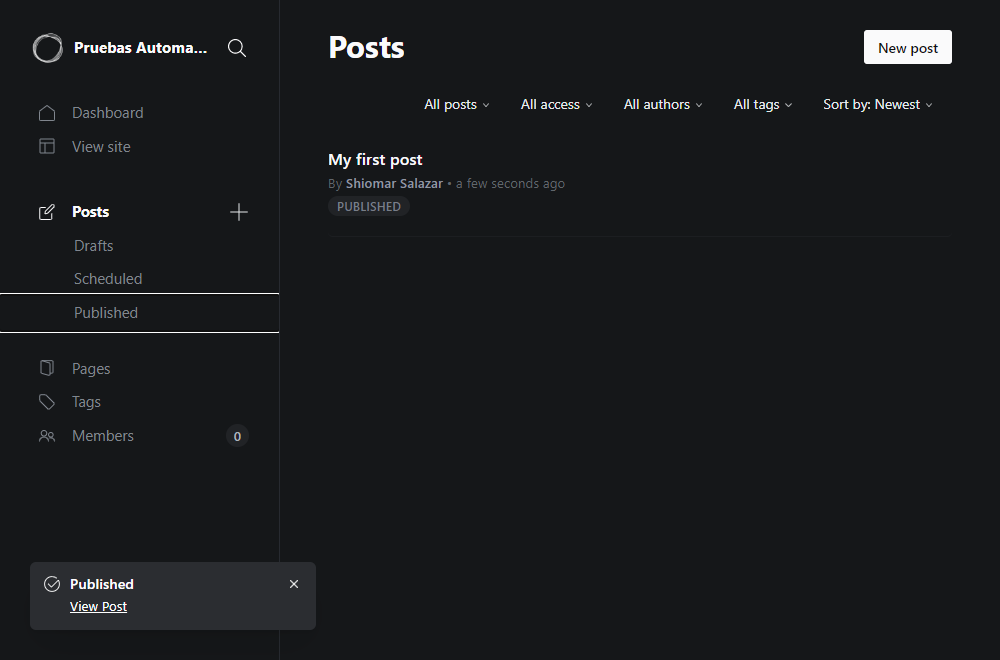 Pruebas Automa...
Dashboard
View site
Posts
Drafts
Scheduled
Published
Pages
Tags
Members 0
Posts
New post
All posts All access All authors All tags Sort by: Newest
My first post
By Shiomar Salazar • a few seconds ago
PUBLISHED
Published
View Post